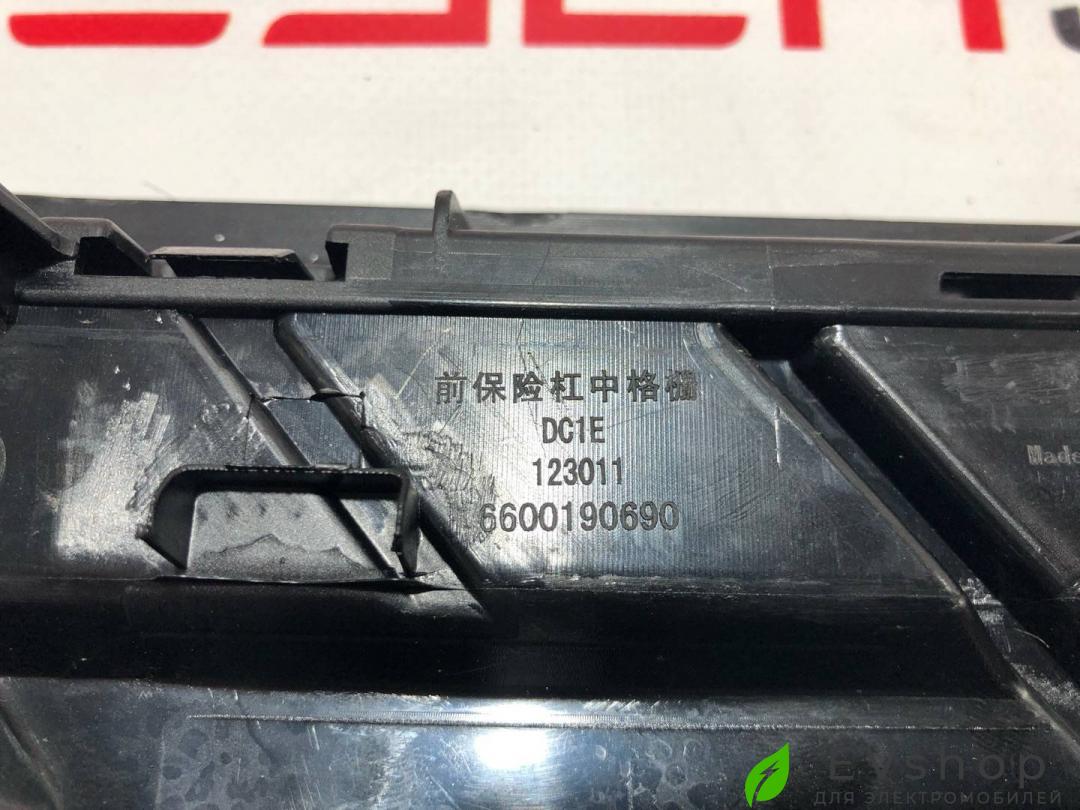 前保险杠中格栅
DC1E
123011
6600190690
Made
Evshop
ДЛЯ ЭЛЕКТРОМОБИЛЕЙ